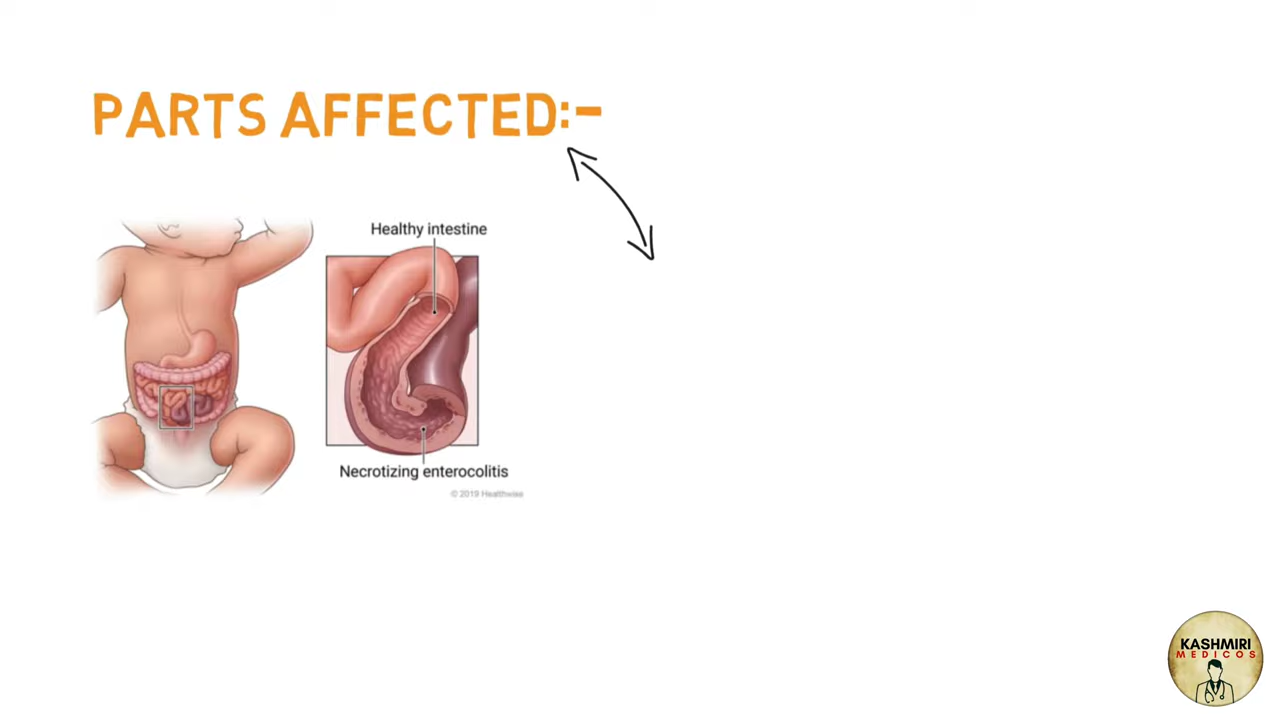 PARTS AFFECTED:-
Healthy intestine
Necrotizing enterocolitis
© 2019 Healthwise
KASHMIRI
MEDICOS